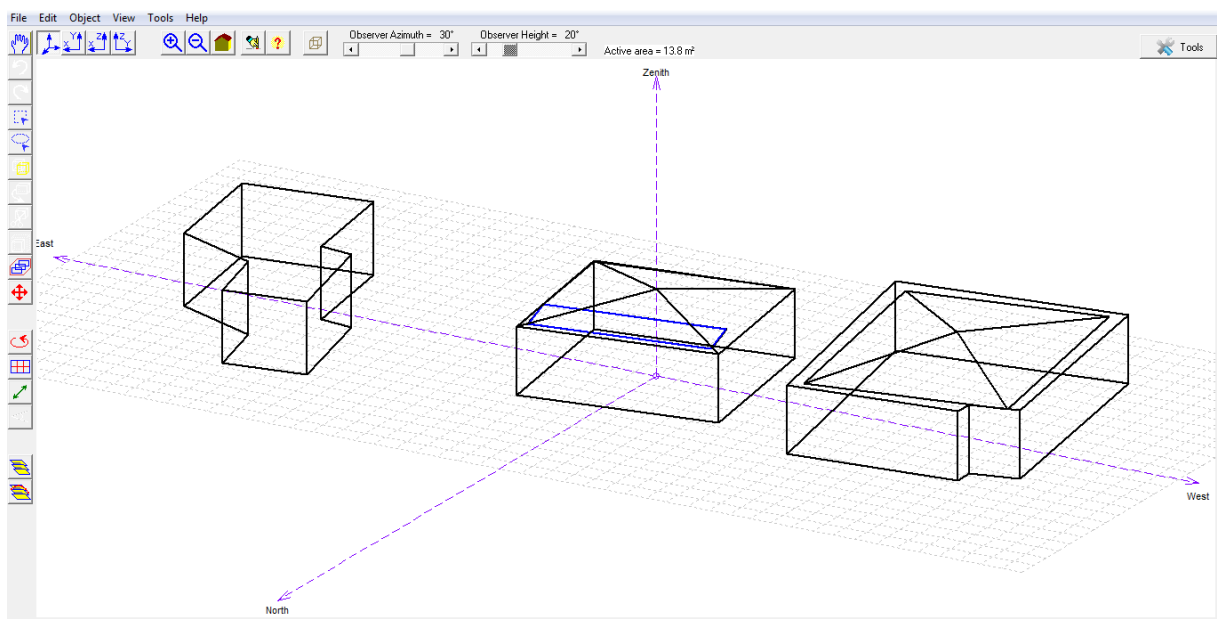 File Edit Object View Tools Help
Observer Azimuth = 30° Observer Height = 20°
Active area = 13.8 m²
Tools
Zenith
East
West
North